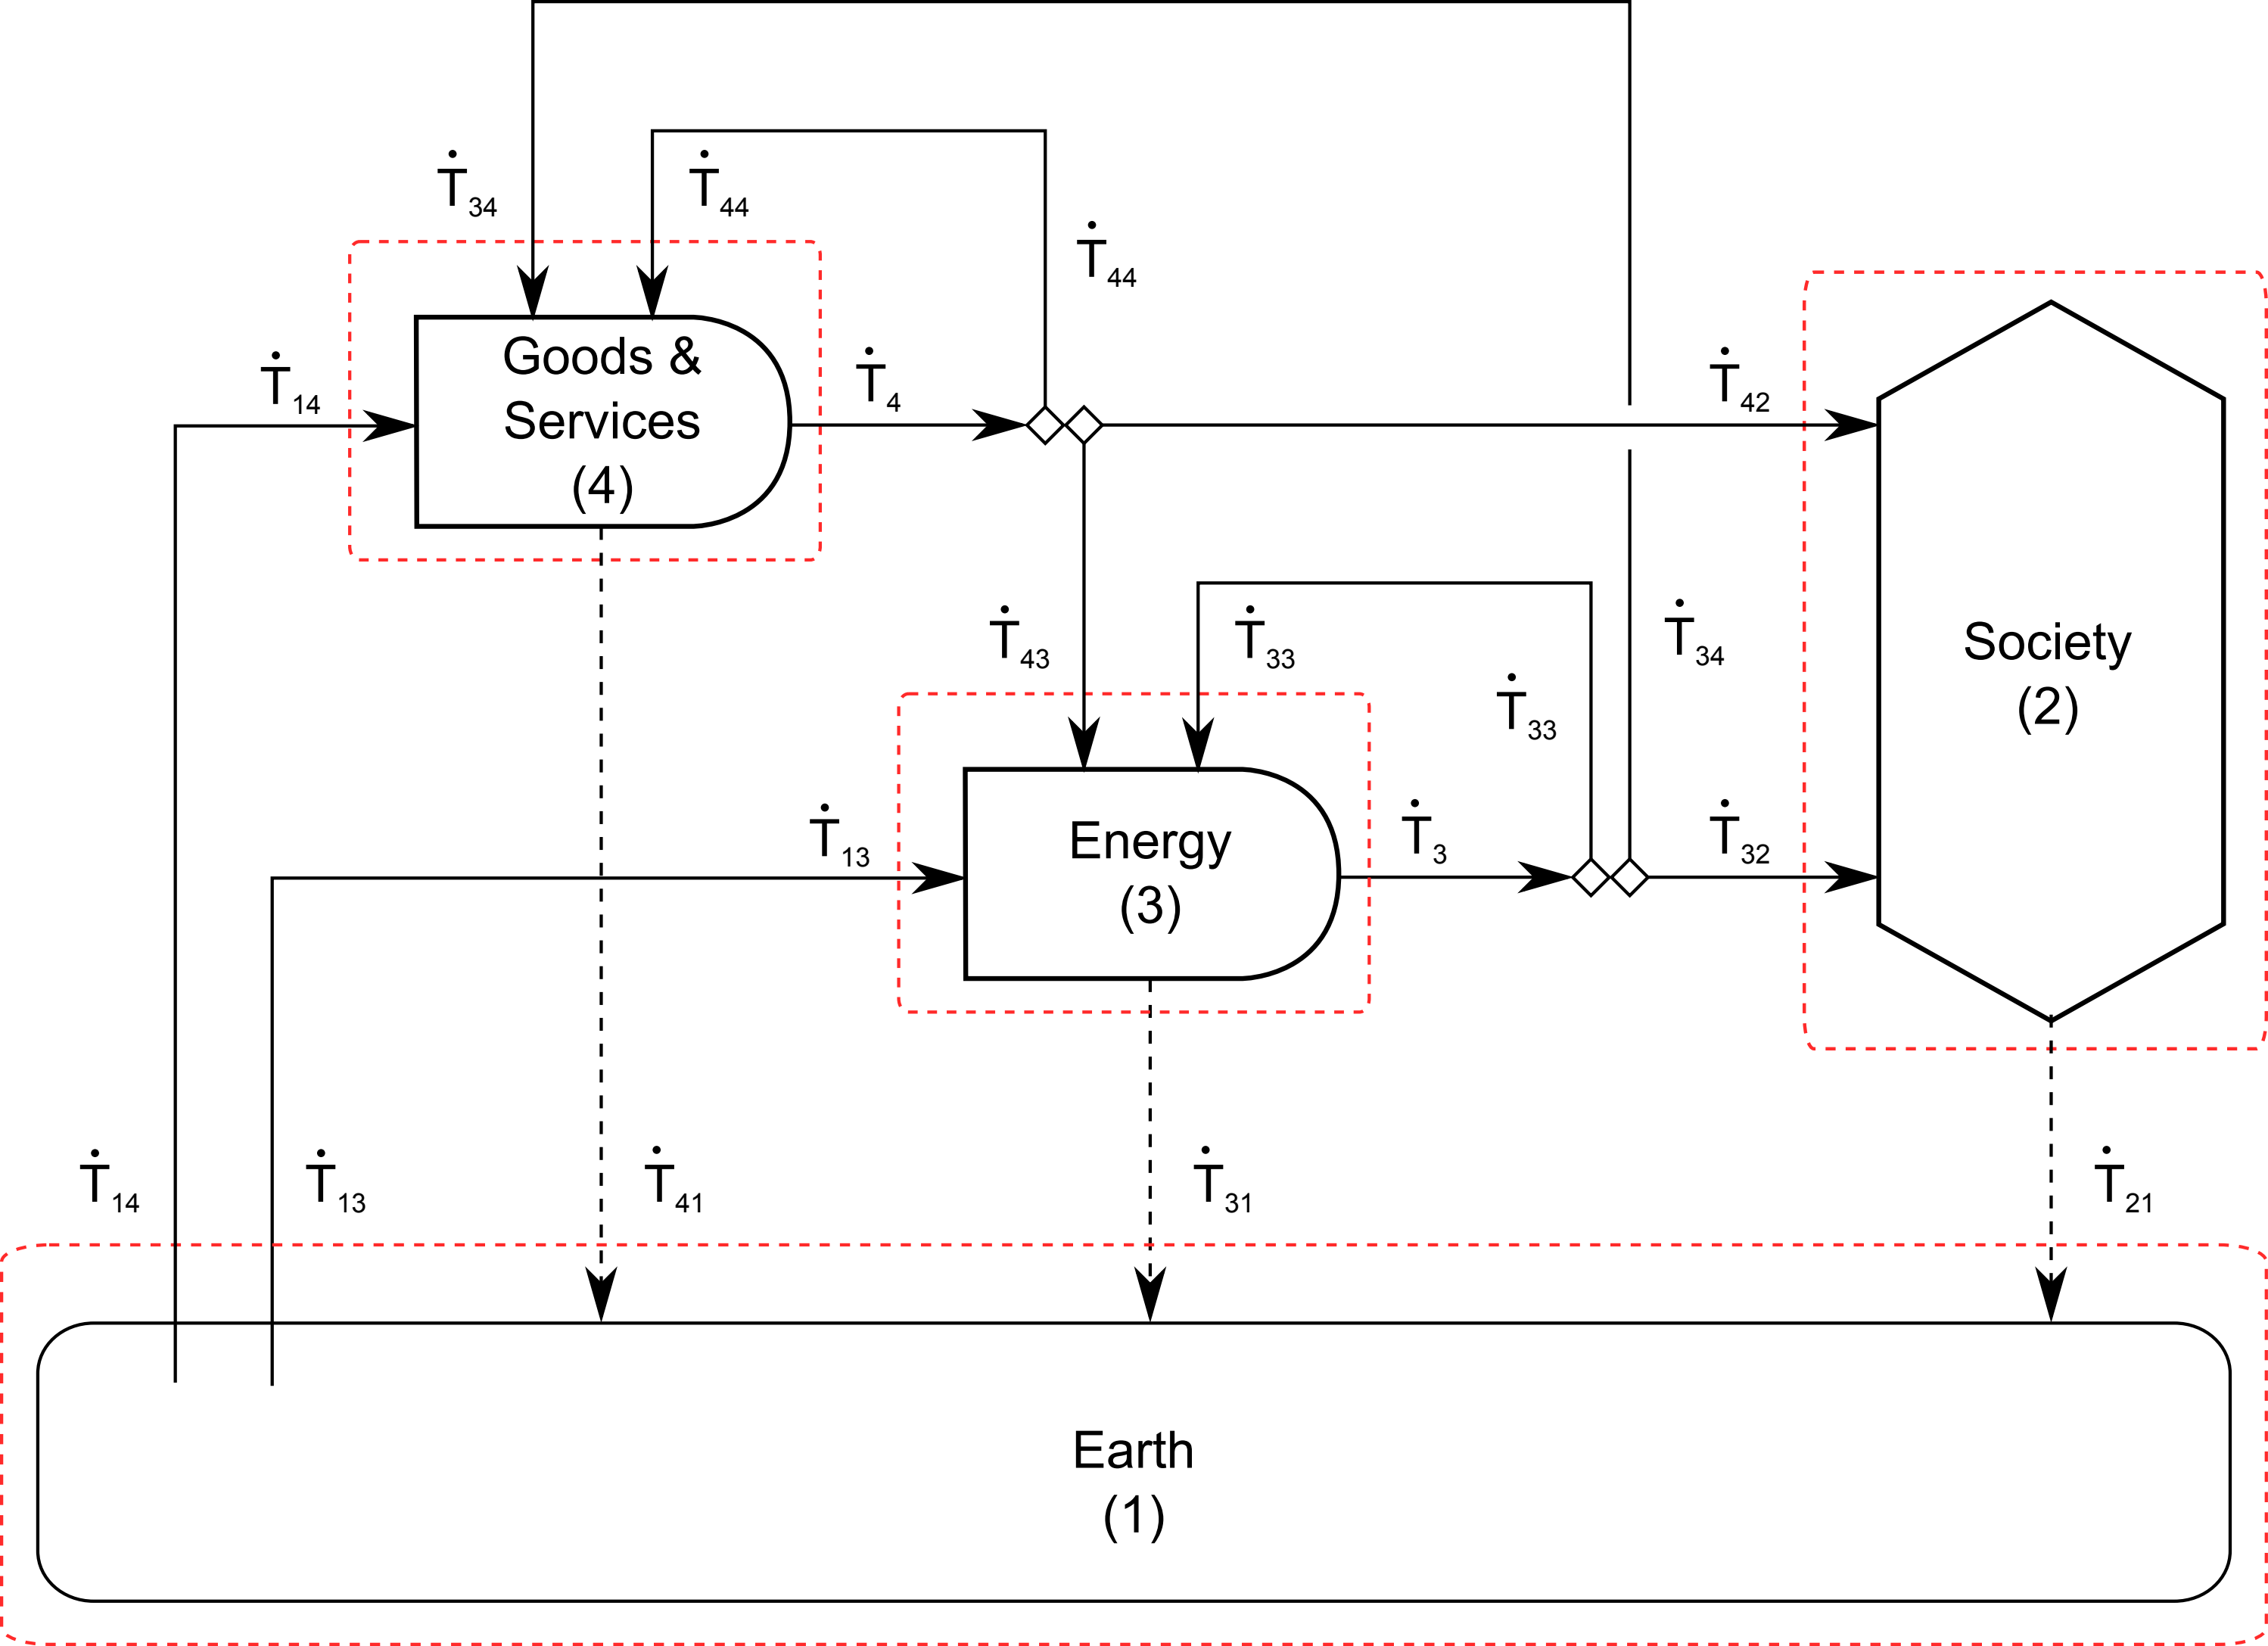 Ṫ34
Ṫ44
Ṫ44
Ṫ14
Goods &
Services
(4)
Ṫ4
Ṫ42
Ṫ43
Ṫ33
Ṫ34
Society
(2)
Ṫ33
Ṫ13
Energy
(3)
Ṫ3
Ṫ32
Ṫ14
Ṫ13
Ṫ41
Ṫ31
Ṫ21
Earth
(1)